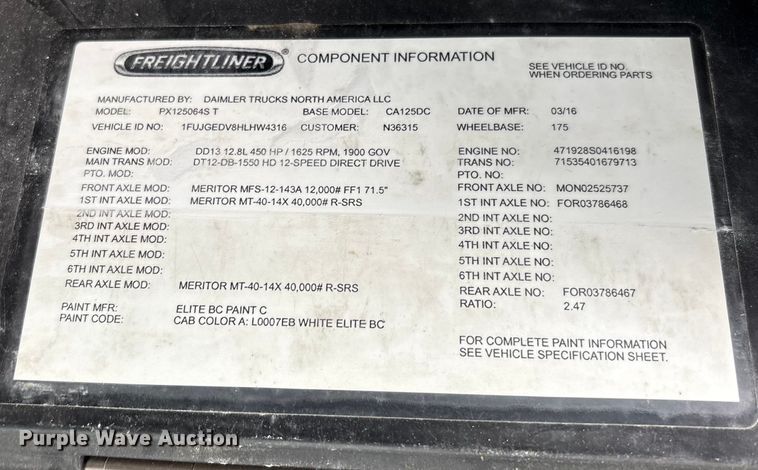 FREIGHTLINER® COMPONENT INFORMATION
SEE VEHICLE ID NO.
WHEN ORDERING PARTS
MANUFACTURED BY: DAIMLER TRUCKS NORTH AMERICA LLC
MODEL: PX125064S T BASE MODEL: CA125DC DATE OF MFR: 03/16
VEHICLE ID NO: 1FUJGEDV8HLHW4316 CUSTOMER: N36315 WHEELBASE: 175
ENGINE MOD: DD13 12.8L 450 HP / 1625 RPM, 1900 GOV ENGINE NO: 471928S0416198
MAIN TRANS MOD: DT12-DB-1550 HD 12-SPEED DIRECT DRIVE TRANS NO: 71535401679713
PTO. MOD: PTO. NO:
FRONT AXLE MOD: MERITOR MFS-12-143A 12,000# FF1 71.5" FRONT AXLE NO: MON02525737
1ST INT AXLE MOD: MERITOR MT-40-14X 40,000# R-SRS 1ST INT AXLE NO: FOR03786468
2ND INT AXLE MOD: 2ND INT AXLE NO:
3RD INT AXLE MOD: 3RD INT AXLE NO:
4TH INT AXLE MOD: 4TH INT AXLE NO:
5TH INT AXLE MOD: 5TH INT AXLE NO:
6TH INT AXLE MOD: 6TH INT AXLE NO:
REAR AXLE MOD: MERITOR MT-40-14X 40,000# R-SRS REAR AXLE NO: FOR03786467
RATIO: 2.47
PAINT MFR: ELITE BC PAINT C
PAINT CODE: CAB COLOR A: L0007EB WHITE ELITE BC
FOR COMPLETE PAINT INFORMATION
SEE VEHICLE SPECIFICATION SHEET.
Purple Wave Auction